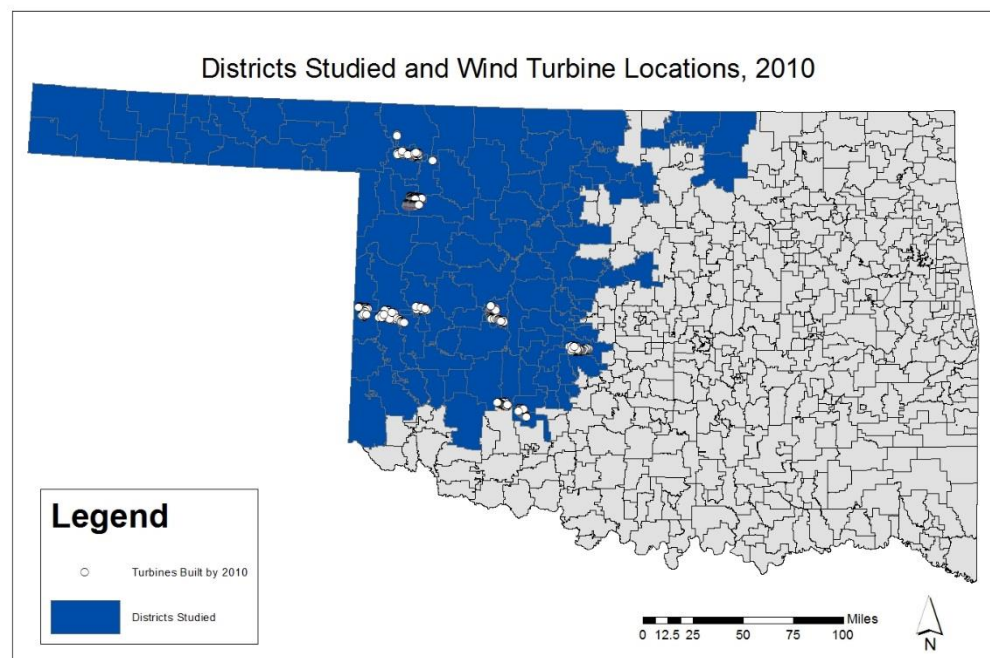 Districts Studied and Wind Turbine Locations, 2010
Legend
Turbines Built by 2010
Districts Studied
Miles
0 12.5 25 50 75 100
N